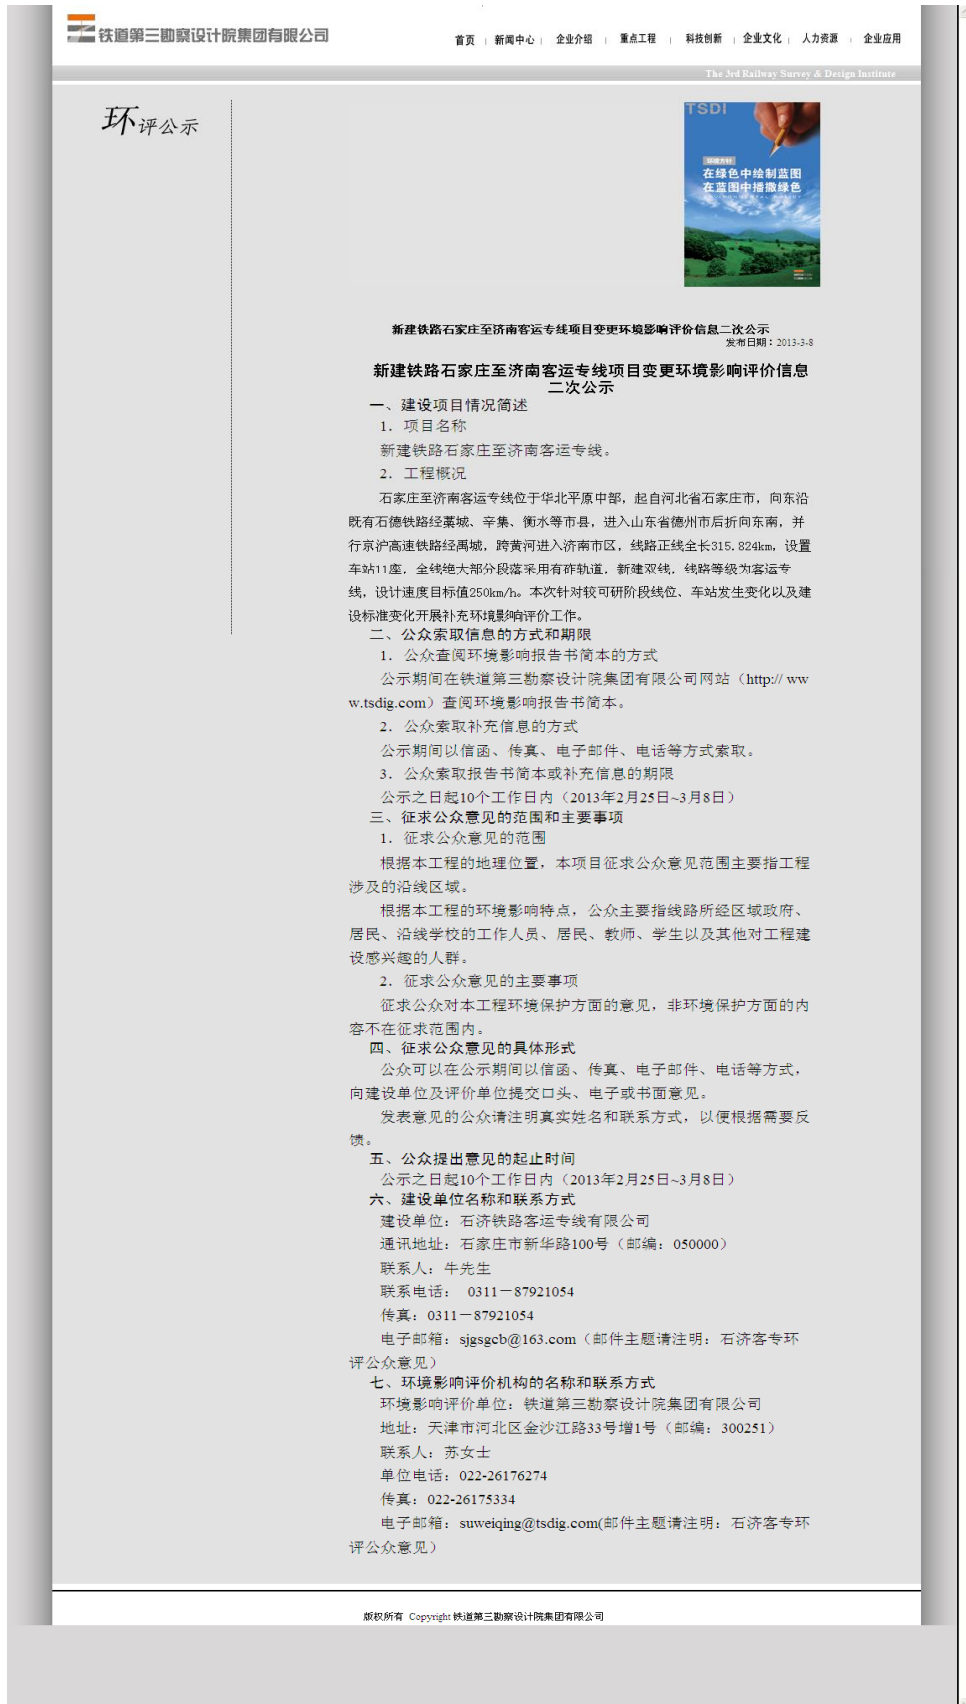 铁道第三勘察设计院集团有限公司
首页 | 新闻中心 | 企业介绍 | 重点工程 | 科技创新 | 企业文化 | 人力资源 | 企业应用
The 3rd Railway Survey & Design Institute
环评公示
TSDI
环境方针
在绿色中绘制蓝图
在蓝图中播撒绿色
新建铁路石家庄至济南客运专线项目变更环境影响评价信息二次公示
发布日期：2013-3-8
新建铁路石家庄至济南客运专线项目变更环境影响评价信息
二次公示
一、建设项目情况简述
1．项目名称
新建铁路石家庄至济南客运专线。
2．工程概况
石家庄至济南客运专线位于华北平原中部，起自河北省石家庄市，向东沿
既有石德铁路经藁城、辛集、衡水等市县，进入山东省德州市后折向东南，并
行京沪高速铁路经禹城，跨黄河进入济南市区，线路正线全长315.824km，设置
车站11座，全线绝大部分段落采用有砟轨道，新建双线，线路等级为客运专
线，设计速度目标值250km/h。本次针对较可研阶段线位、车站发生变化以及建
设标准变化开展补充环境影响评价工作。
二、公众索取信息的方式和期限
1．公众查阅环境影响报告书简本的方式
公示期间在铁道第三勘察设计院集团有限公司网站（http:// ww
w.tsdig.com）查阅环境影响报告书简本。
2．公众索取补充信息的方式
公示期间以信函、传真、电子邮件、电话等方式索取。
3．公众索取报告书简本或补充信息的期限
公示之日起10个工作日内（2013年2月25日~3月8日）
三、征求公众意见的范围和主要事项
1．征求公众意见的范围
根据本工程的地理位置，本项目征求公众意见范围主要指工程
涉及的沿线区域。
根据本工程的环境影响特点，公众主要指线路所经区域政府、
居民、沿线学校的工作人员、居民、教师、学生以及其他对工程建
设感兴趣的人群。
2．征求公众意见的主要事项
征求公众对本工程环境保护方面的意见，非环境保护方面的内
容不在征求范围内。
四、征求公众意见的具体形式
公众可以在公示期间以信函、传真、电子邮件、电话等方式，
向建设单位及评价单位提交口头、电子或书面意见。
发表意见的公众请注明真实姓名和联系方式，以便根据需要反
馈。
五、公众提出意见的起止时间
公示之日起10个工作日内（2013年2月25日~3月8日）
六、建设单位名称和联系方式
建设单位：石济铁路客运专线有限公司
通讯地址：石家庄市新华路100号（邮编：050000）
联系人：牛先生
联系电话： 0311－87921054
传真：0311－87921054
电子邮箱：sjgsgcb@163.com（邮件主题请注明：石济客专环
评公众意见）
七、环境影响评价机构的名称和联系方式
环境影响评价单位：铁道第三勘察设计院集团有限公司
地址：天津市河北区金沙江路33号增1号（邮编：300251）
联系人：苏女士
单位电话：022-26176274
传真：022-26175334
电子邮箱：suweiqing@tsdig.com(邮件主题请注明：石济客专环
评公众意见）
版权所有 Copyright 铁道第三勘察设计院集团有限公司